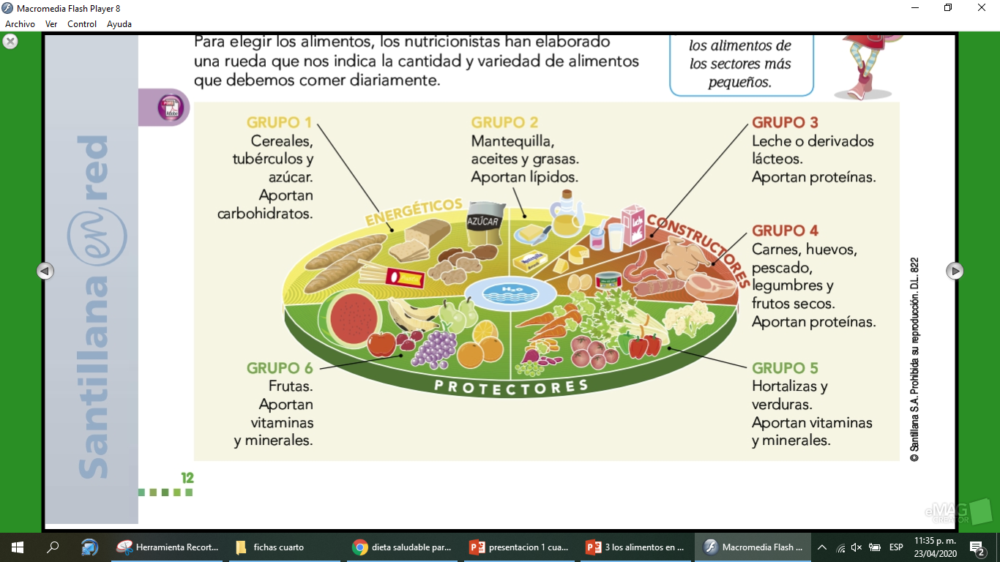 Macromedia Flash Player 8
Archivo Ver Control Ayuda
Para elegir los alimentos, los nutricionistas han elaborado
una rueda que nos indica la cantidad y variedad de alimentos
que debemos comer diariamente.
los alimentos de
los sectores más
pequeños.
PDFS
Adobe
Santillana en red
GRUPO 1
Cereales,
tubérculos y
azúcar.
Aportan
carbohidratos.
GRUPO 2
Mantequilla,
aceites y grasas.
Aportan lípidos.
GRUPO 3
Leche o derivados
lácteos.
Aportan proteínas.
ENERGÉTICOS
AZÚCAR
Leche
CONSTRUCTORES
GRUPO 4
Carnes, huevos,
pescado,
legumbres y
frutos secos.
Aportan proteínas.
H₂O
GRUPO 6
Frutas.
Aportan
vitaminas
y minerales.
PROTECTORES
GRUPO 5
Hortalizas y
verduras.
Aportan vitaminas
y minerales.
© Santillana S.A. Prohibida su reproducción. D.L. 822
12
eMAG
CREATOR
Herramienta Recort...
fichas cuarto
dieta saludable par...
presentacion 1 cua...
3 los alimentos en ...
Macromedia Flash ...
ESP
11:35 p. m.
23/04/2020
2